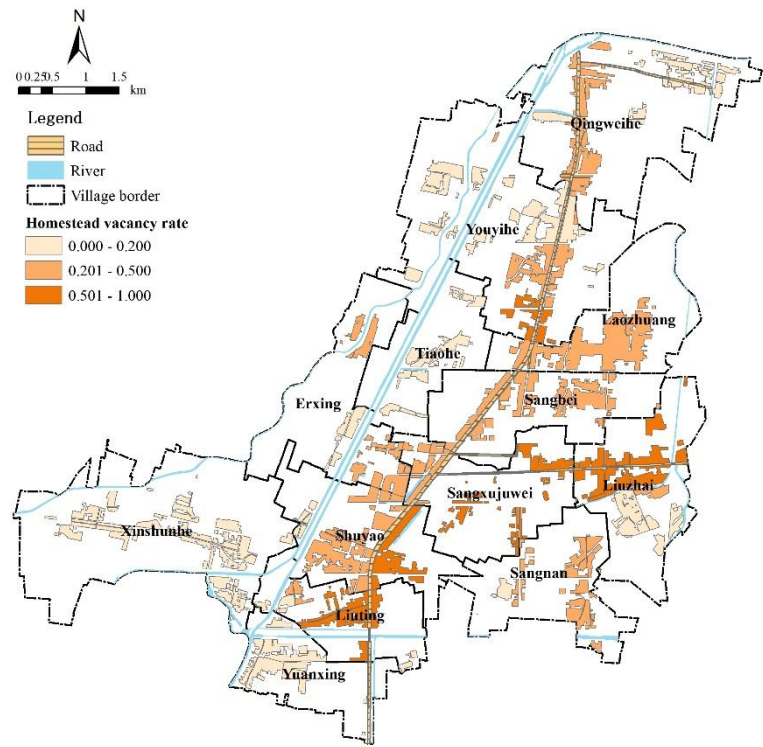 N
0 0.25 0.5 1 1.5
km
Legend
Road
River
Village border
Homestead vacancy rate
0.000 - 0.200
0.201 - 0.500
0.501 - 1.000
Qingweihe
Youyihe
Laozhuang
Tiaohe
Sangbei
Erxing
Liuzhai
Sangxujuwei
Xinshunhe
Shuyao
Sangnan
Liuting
Yuanxing